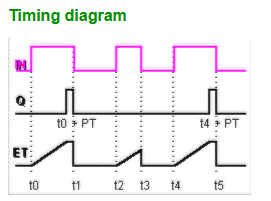 Timing diagram
IN
Q
t0 + PT t4 + PT
ET
t0 t1 t2 t3 t4 t5